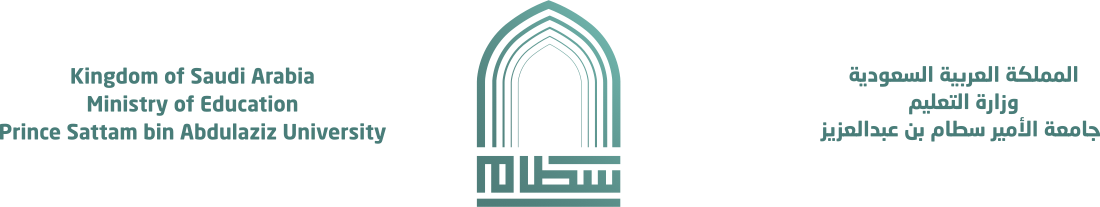 Kingdom of Saudi Arabia
Ministry of Education
Prince Sattam bin Abdulaziz University
سطام
المملكة العربية السعودية
وزارة التعليم
جامعة الأمير سطام بن عبدالعزيز